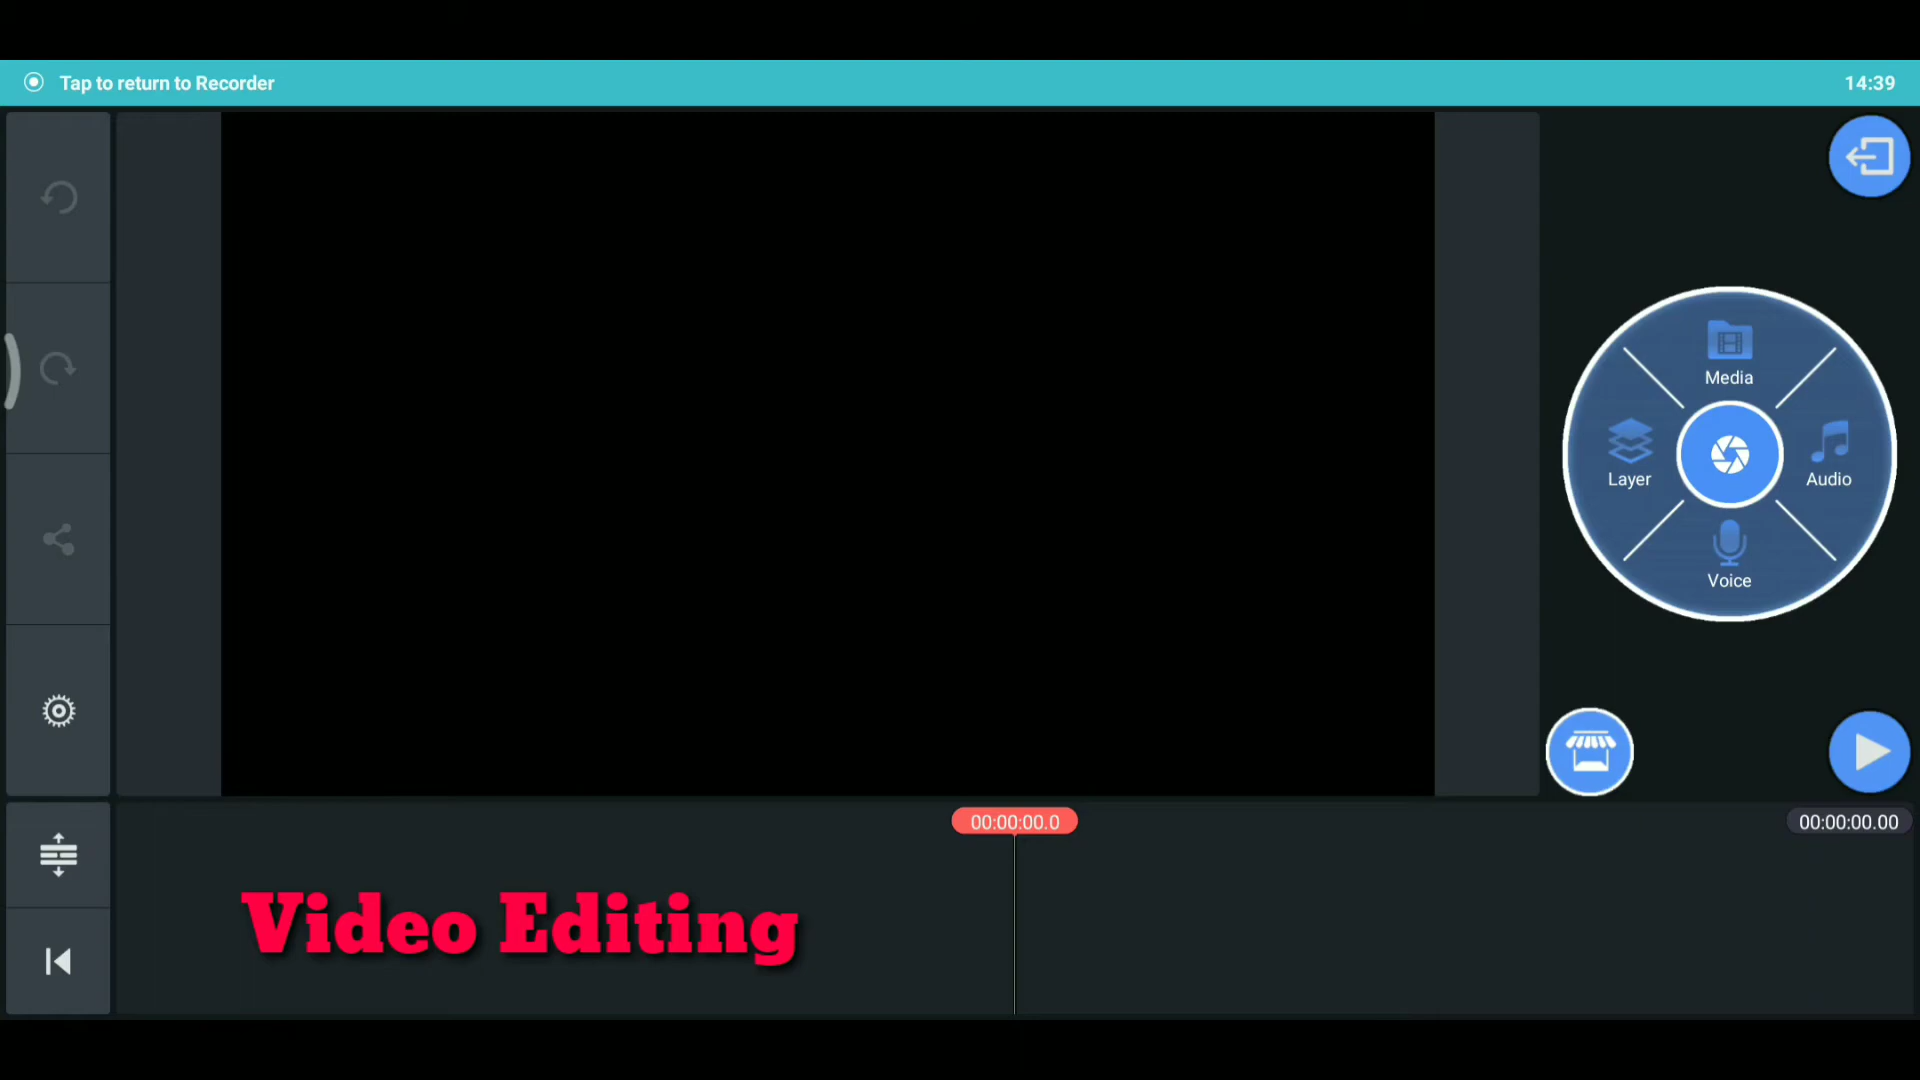 Tap to return to Recorder
14:39
Media
Layer
Audio
Voice
00:00:00.0
00:00:00.00
Video Editing